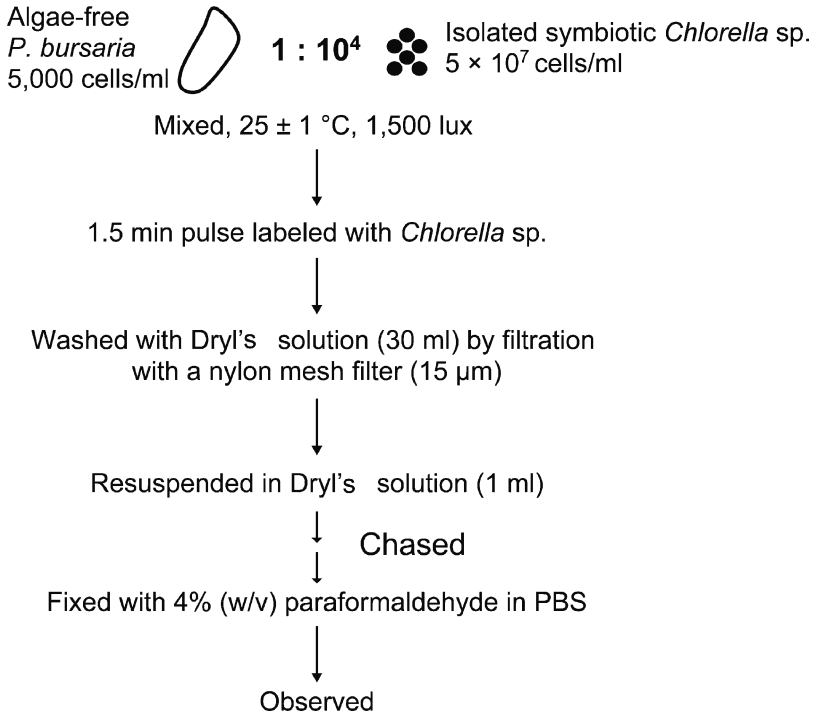 Algae-free
P. bursaria
5,000 cells/ml
1 : 10⁴
Isolated symbiotic Chlorella sp.
5 × 10⁷ cells/ml
Mixed, 25 ± 1 °C, 1,500 lux
1.5 min pulse labeled with Chlorella sp.
Washed with Dryl's solution (30 ml) by filtration
with a nylon mesh filter (15 μm)
Resuspended in Dryl's solution (1 ml)
Chased
Fixed with 4% (w/v) paraformaldehyde in PBS
Observed